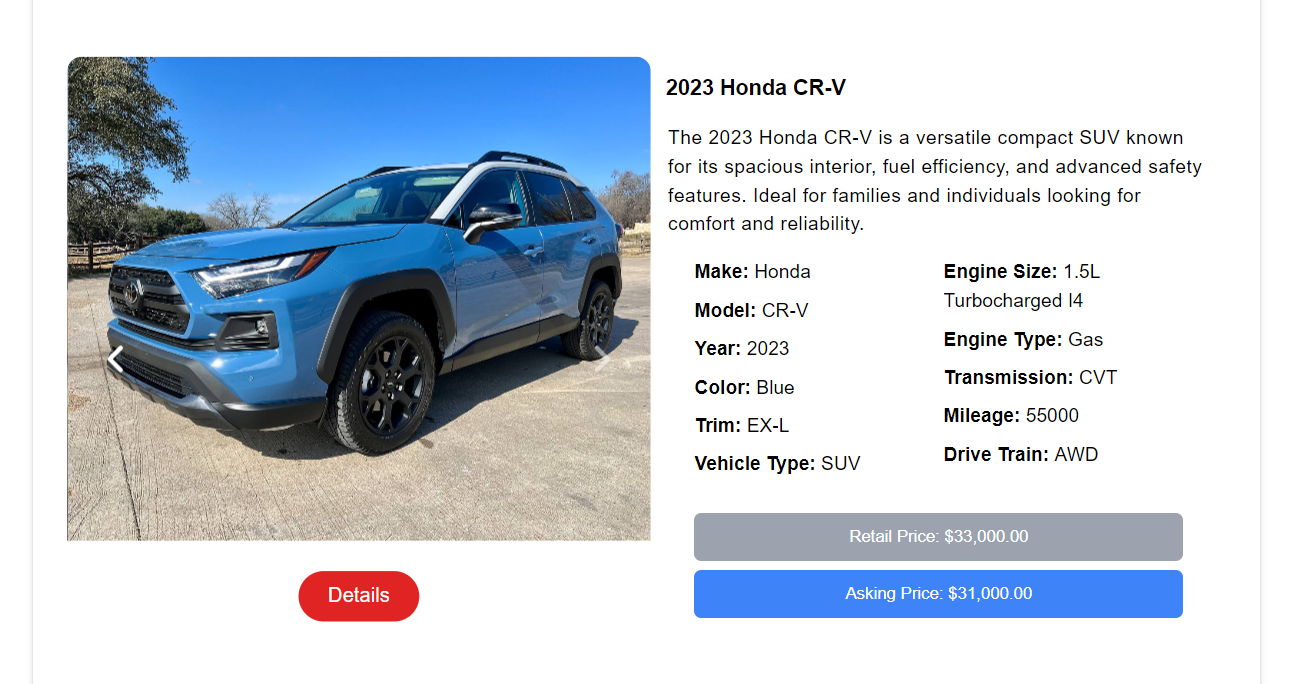 2023 Honda CR-V
The 2023 Honda CR-V is a versatile compact SUV known
for its spacious interior, fuel efficiency, and advanced safety
features. Ideal for families and individuals looking for
comfort and reliability.
Make: Honda
Model: CR-V
Year: 2023
Color: Blue
Trim: EX-L
Vehicle Type: SUV
Engine Size: 1.5L
Turbocharged I4
Engine Type: Gas
Transmission: CVT
Mileage: 55000
Drive Train: AWD
Retail Price: $33,000.00
Asking Price: $31,000.00
Details